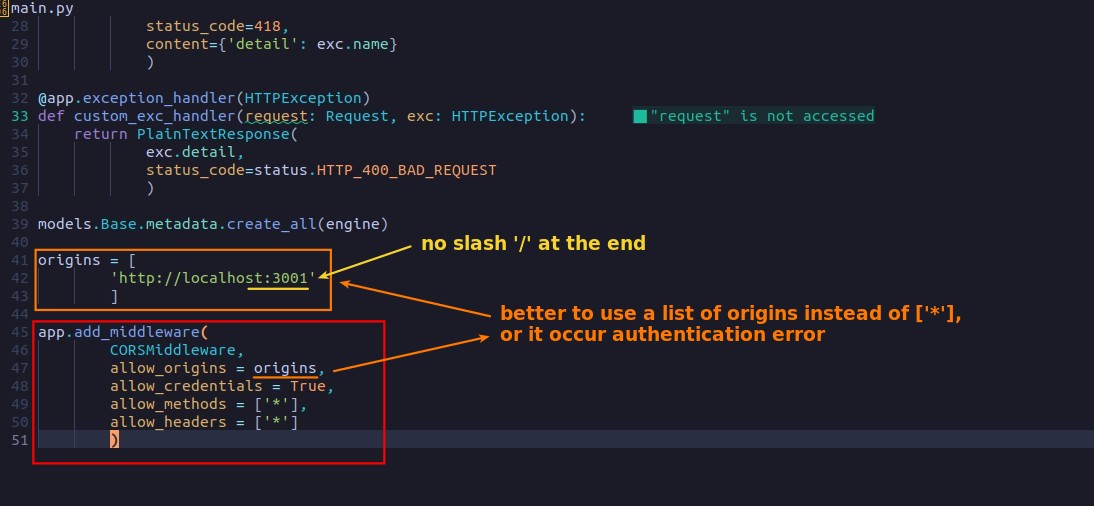 main.py
28 status_code=418,
29 content={'detail': exc.name}
30 )
31
32 @app.exception_handler(HTTPException)
33 def custom_exc_handler(request: Request, exc: HTTPException): "request" is not accessed
34 return PlainTextResponse(
35 exc.detail,
36 status_code=status.HTTP_400_BAD_REQUEST
37 )
38
39 models.Base.metadata.create_all(engine)
40
no slash '/' at the end
41 origins = [
42 'http://localhost:3001'
43 ]
44
better to use a list of origins instead of ['*'],
or it occur authentication error
45 app.add_middleware(
46 CORSMiddleware,
47 allow_origins = origins,
48 allow_credentials = True,
49 allow_methods = ['*'],
50 allow_headers = ['*']
51 )